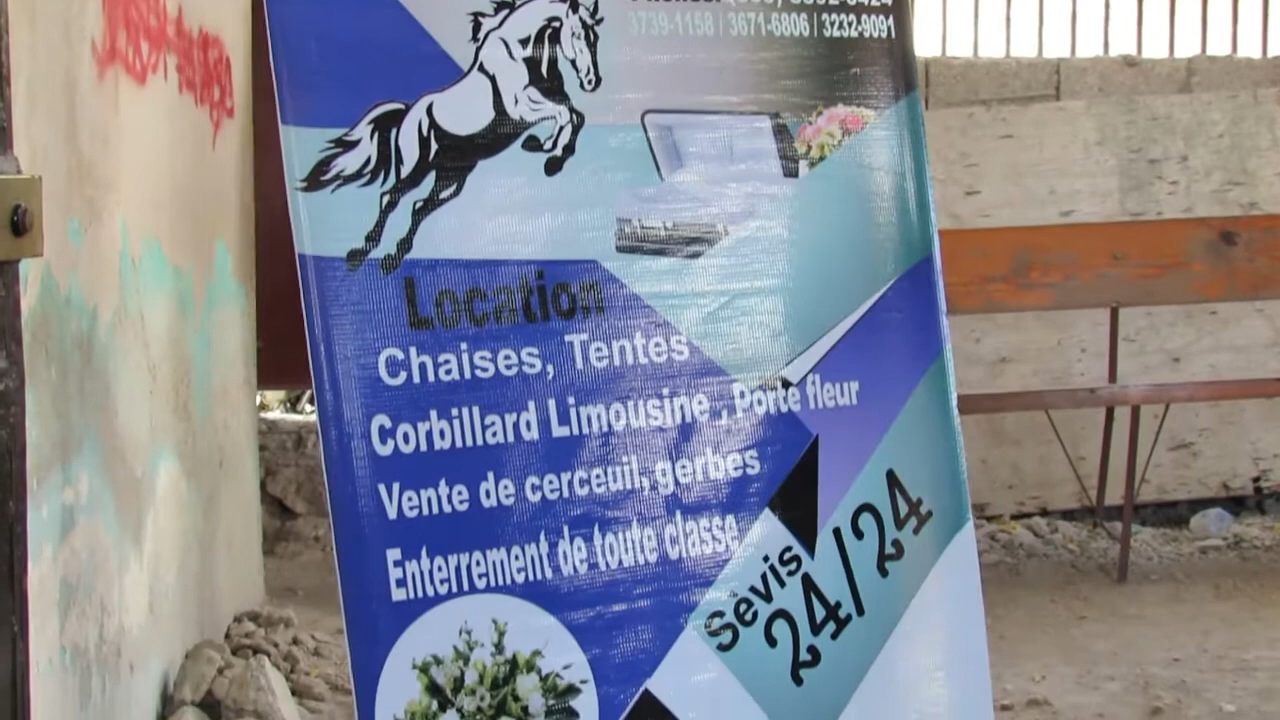 3739-1158 | 3671-6806 | 3232-9091
Location
Chaises, Tentes
Corbillard Limousine , Porte fleur
Vente de cerceuil, gerbes
Enterrement de toute classe
Sèvis
24/24